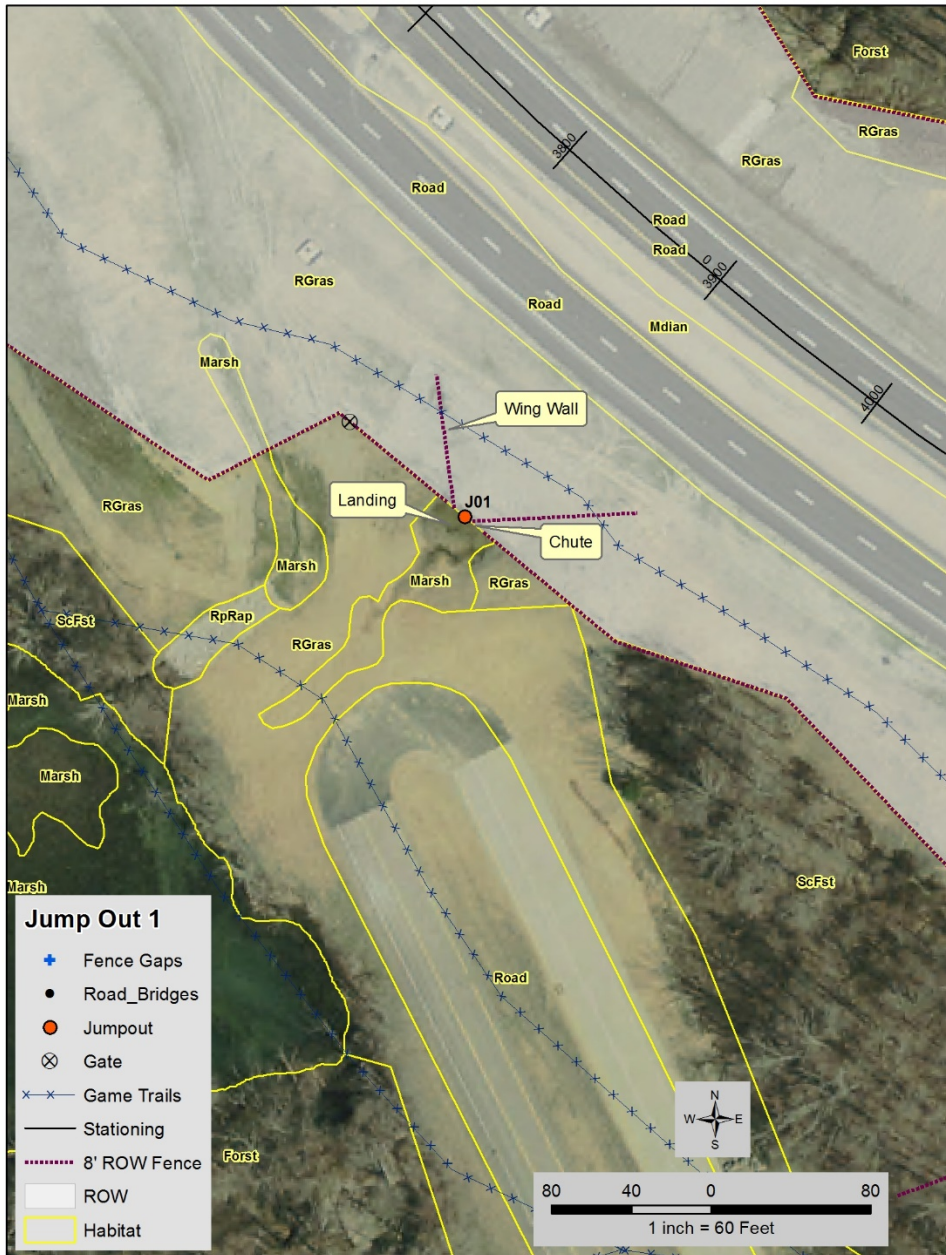 Forst
RGras
RGras
3800
Road
Road
Road
0
3900
RGras
Road
Mdian
4000
Marsh
Wing Wall
Landing
J01
Chute
RGras
Marsh
Marsh
RGras
RpRap
ScFst
RGras
Marsh
Marsh
Marsh
ScFst
Road
Forst
Jump Out 1
Fence Gaps
Road_Bridges
Jumpout
Gate
Game Trails
Stationing
8' ROW Fence
ROW
Habitat
N
W E
S
80 40 0 80
1 inch = 60 Feet